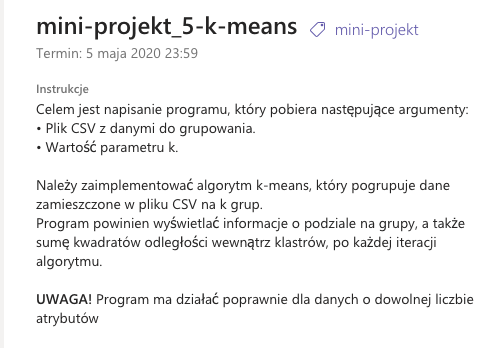 mini-projekt_5-k-means mini-projekt
Termin: 5 maja 2020 23:59
Instrukcje
Celem jest napisanie programu, który pobiera następujące argumenty:
• Plik CSV z danymi do grupowania.
• Wartość parametru k.
Należy zaimplementować algorytm k-means, który pogrupuje dane
zamieszczone w pliku CSV na k grup.
Program powinien wyświetlać informacje o podziale na grupy, a także
sumę kwadratów odległości wewnątrz klastrów, po każdej iteracji
algorytmu.
UWAGA! Program ma działać poprawnie dla danych o dowolnej liczbie
atrybutów